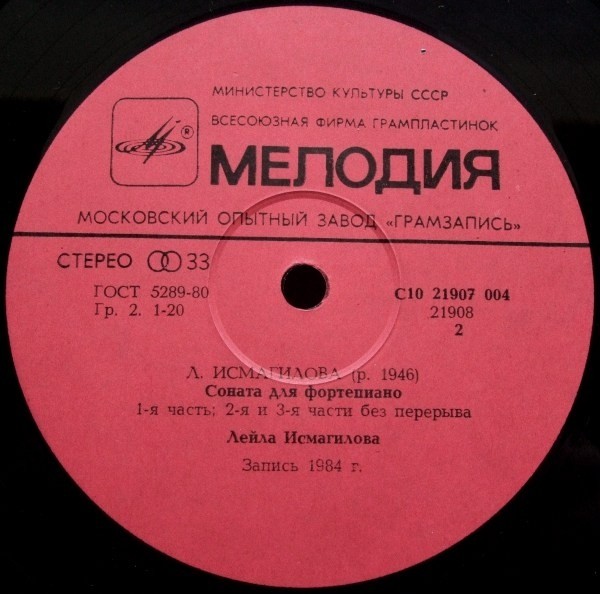 МИНИСТЕРСТВО КУЛЬТУРЫ СССР
ВСЕСОЮЗНАЯ ФИРМА ГРАМПЛАСТИНОК
®
МЕЛОДИЯ
МОСКОВСКИЙ ОПЫТНЫЙ ЗАВОД «ГРАМЗАПИСЬ»
СТЕРЕО 33
ГОСТ 5289-80 С10 21907 004
Гр. 2. 1-20 21908
2
Л. ИСМАГИЛОВА (р. 1946)
Соната для фортепиано
1-я часть; 2-я и 3-я части без перерыва
Лейла Исмагилова
Запись 1984 г.